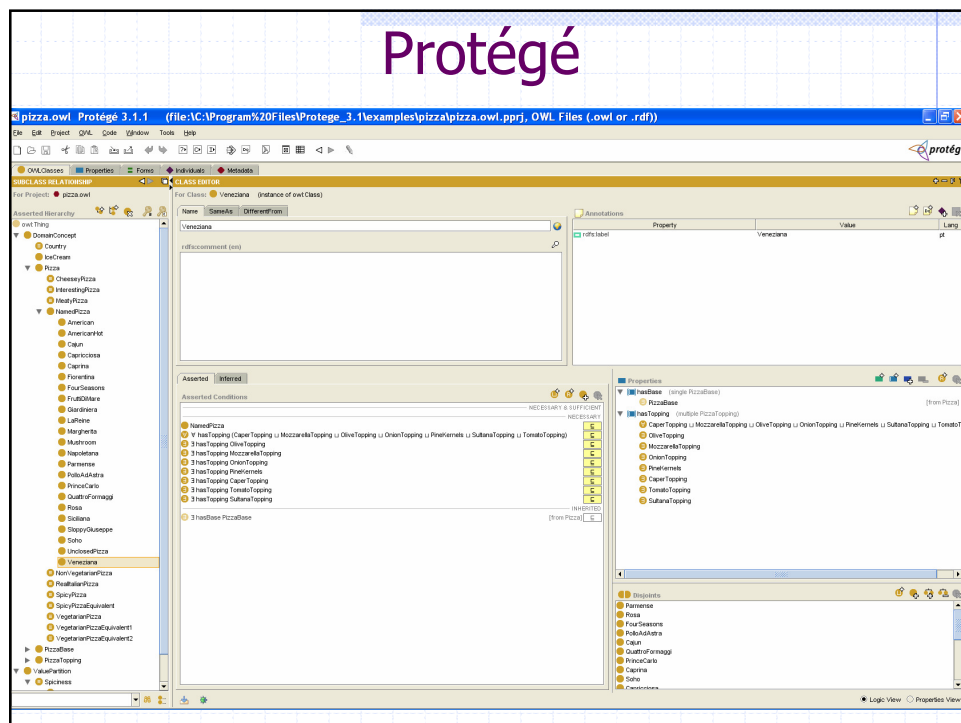 Protégé
pizza.owl Protégé 3.1.1 (file:\C:\Program%20Files\Protege_3.1\examples\pizza\pizza.owl.pprj, OWL Files (.owl or .rdf))
File Edit Project OWL Code Window Tools Help
protég
OWLClasses Properties Forms Individuals Metadata
SUBCLASS RELATIONSHIP
For Project: pizza.owl
Asserted Hierarchy
owl:Thing
DomainConcept
Country
IceCream
Pizza
CheeseyPizza
InterestingPizza
MeatyPizza
NamedPizza
American
AmericanHot
Cajun
Capricciosa
Caprina
Fiorentina
FourSeasons
FruttiDiMare
Giardiniera
LaReine
Margherita
Mushroom
Napoletana
Parmense
PolloAdAstra
PrinceCarlo
QuattroFormaggi
Rosa
Siciliana
SloppyGiuseppe
Soho
UnclosedPizza
Veneziana
NonVegetarianPizza
RealItalianPizza
SpicyPizza
SpicyPizzaEquivalent
VegetarianPizza
VegetarianPizzaEquivalent1
VegetarianPizzaEquivalent2
PizzaBase
PizzaTopping
ValuePartition
Spiciness
CLASS EDITOR
For Class: Veneziana (instance of owl:Class)
Name SameAs DifferentFrom
Veneziana
rdfs:comment (en)
Annotations
Property Value Lang
rdfs:label Veneziana pt
Asserted Inferred
Asserted Conditions
NECESSARY & SUFFICIENT
NECESSARY
NamedPizza ⊑
∀ hasTopping (CaperTopping ⊔ MozzarellaTopping ⊔ OliveTopping ⊔ OnionTopping ⊔ PineKernels ⊔ SultanaTopping ⊔ TomatoTopping) ⊑
∃ hasTopping OliveTopping ⊑
∃ hasTopping MozzarellaTopping ⊑
∃ hasTopping OnionTopping ⊑
∃ hasTopping PineKernels ⊑
∃ hasTopping CaperTopping ⊑
∃ hasTopping TomatoTopping ⊑
∃ hasTopping SultanaTopping ⊑
INHERITED
∃ hasBase PizzaBase [from Pizza] ⊑
Properties
hasBase (single PizzaBase)
PizzaBase [from Pizza]
hasTopping (multiple PizzaTopping)
CaperTopping ⊔ MozzarellaTopping ⊔ OliveTopping ⊔ OnionTopping ⊔ PineKernels ⊔ SultanaTopping ⊔ TomatoT
OliveTopping
MozzarellaTopping
OnionTopping
PineKernels
CaperTopping
TomatoTopping
SultanaTopping
Disjoints
Parmense
Rosa
FourSeasons
PolloAdAstra
Cajun
QuattroFormaggi
PrinceCarlo
Caprina
Soho
Capricciosa
Logic View Properties View